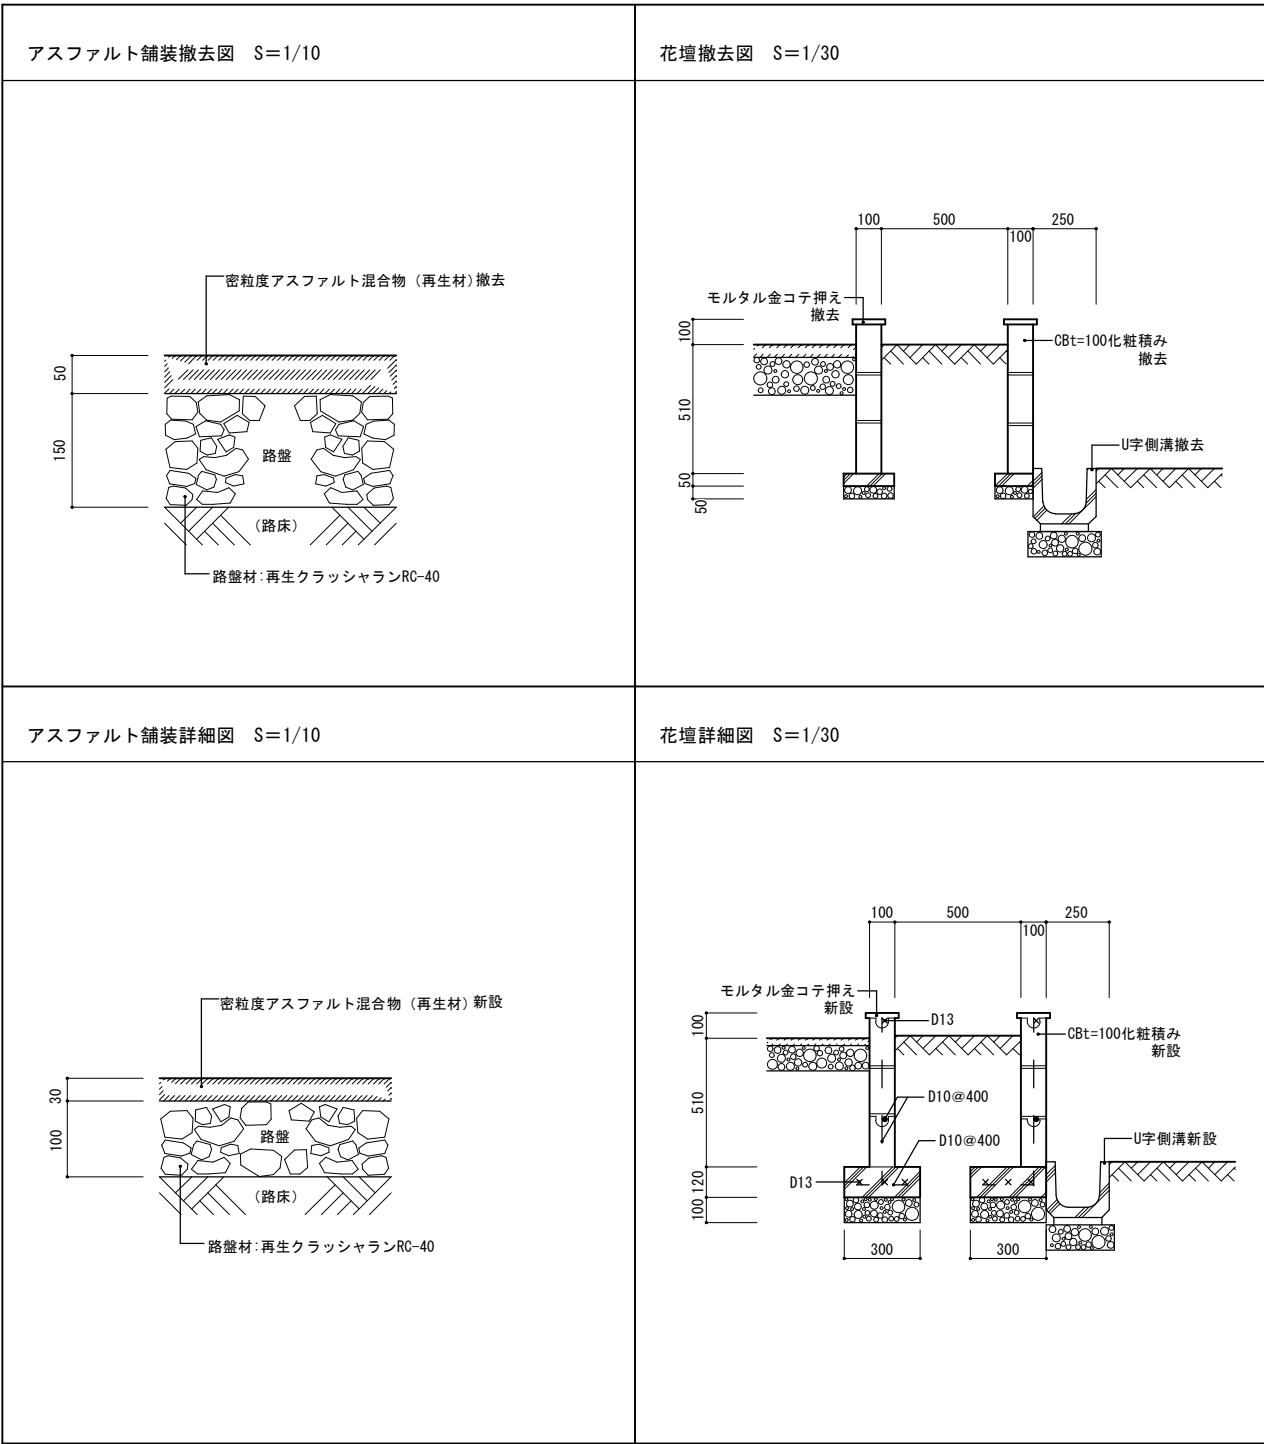 アスファルト舗装撤去図　S=1/10
密粒度アスファルト混合物（再生材）撤去
50
150
路盤
（路床）
路盤材:再生クラッシャランRC-40
花壇撤去図　S=1/30
100
500
100
250
モルタル金コテ押え
撤去
CBt=100化粧積み
撤去
100
510
50
50
U字側溝撤去
アスファルト舗装詳細図　S=1/10
密粒度アスファルト混合物（再生材）新設
30
100
路盤
（路床）
路盤材:再生クラッシャランRC-40
花壇詳細図　S=1/30
100
500
100
250
モルタル金コテ押え
新設
D13
CBt=100化粧積み
新設
100
510
120
100
D10@400
D10@400
D13
U字側溝新設
300
300